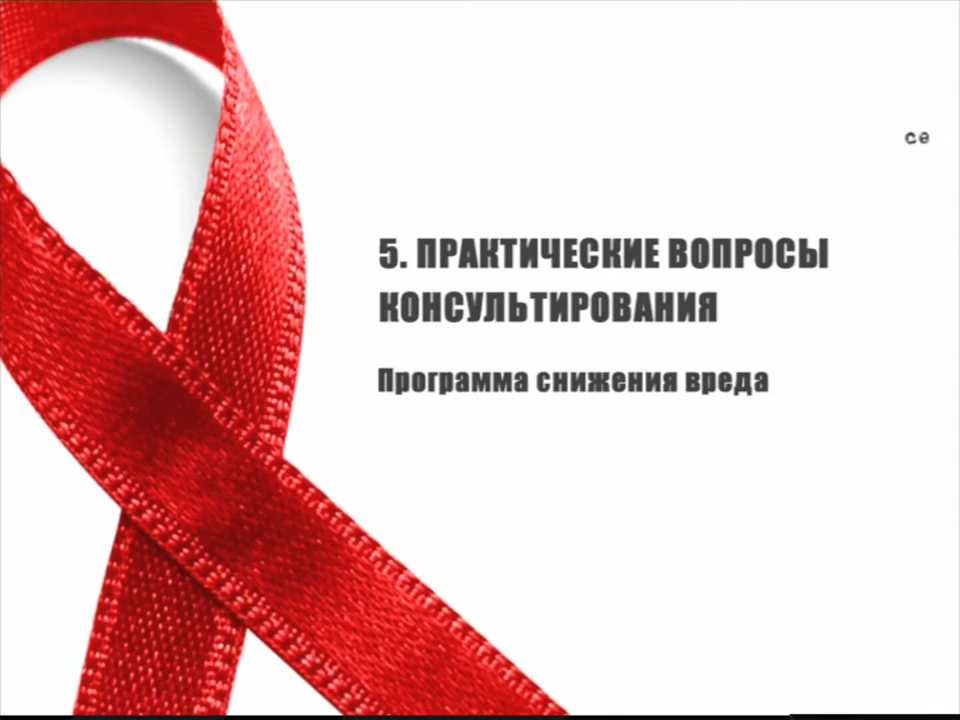 се
5. ПРАКТИЧЕСКИЕ ВОПРОСЫ
КОНСУЛЬТИРОВАНИЯ
Программа снижения вреда